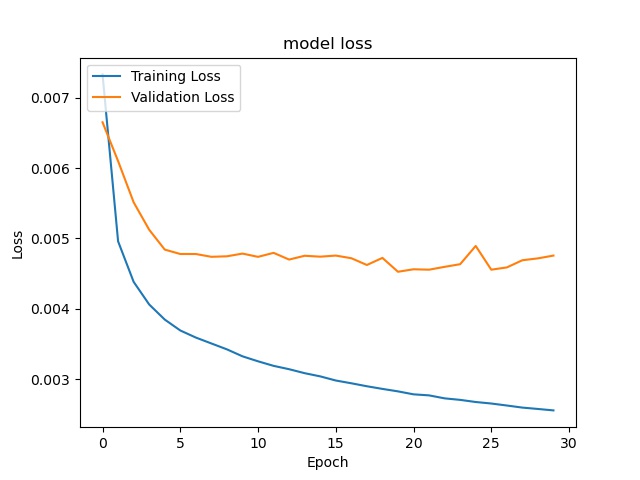 model loss
Training Loss
Validation Loss
0.007
0.006
0.005
0.004
0.003
Loss
0 5 10 15 20 25 30
Epoch